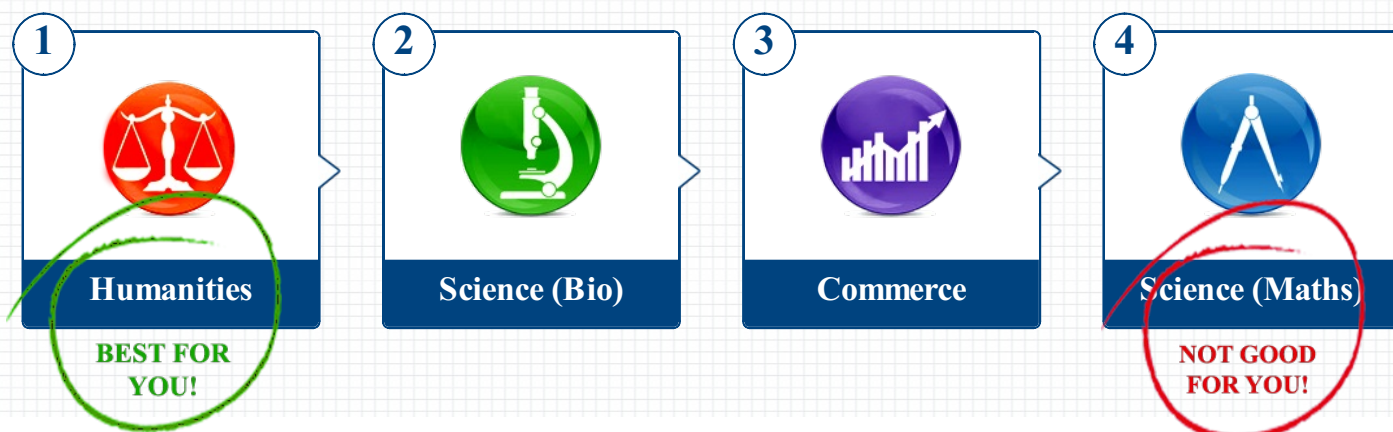 1 2 3 4
Humanities Science (Bio) Commerce Science (Maths)
BEST FOR NOT GOOD
YOU! FOR YOU!